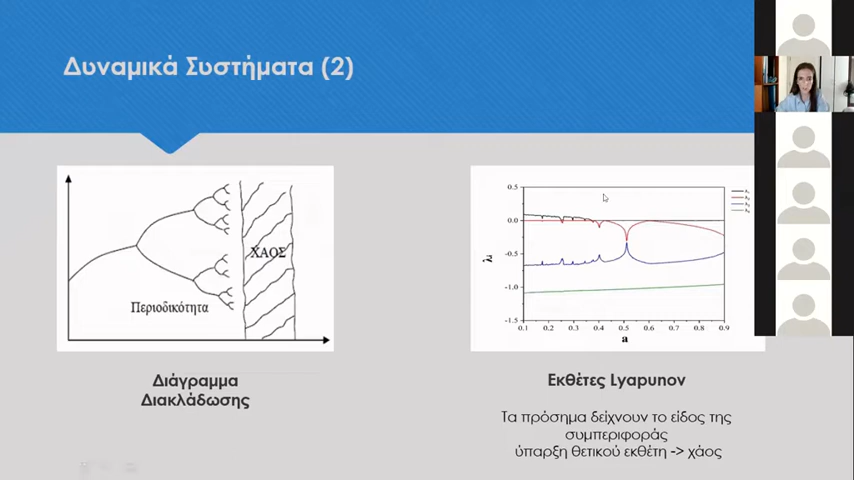 Δυναμικά Συστήματα (2)
ΧΑΟΣ
Περιοδικότητα
Διάγραμμα
Διακλάδωσης
0.5
0.0
-0.5
-1.0
-1.5
λᵢ
0.1 0.2 0.3 0.4 0.5 0.6 0.7 0.8 0.9
a
Εκθέτες Lyapunov
Τα πρόσημα δείχνουν το είδος της
συμπεριφοράς
ύπαρξη θετικού εκθέτη -> χάος